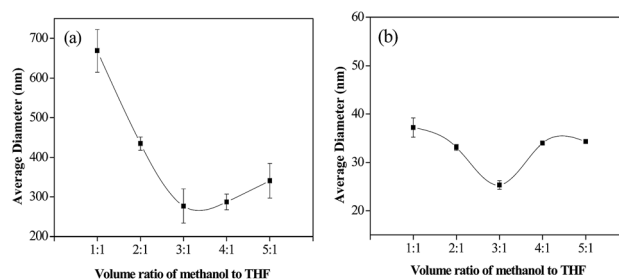 (a)
Average Diameter (nm)
700
600
500
400
300
200
1:1 2:1 3:1 4:1 5:1
Volume ratio of methanol to THF
(b)
Average Diameter (nm)
60
50
40
30
20
1:1 2:1 3:1 4:1 5:1
Volume ratio of methanol to THF